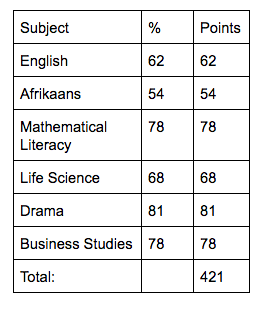 Subject % Points
English 62 62
Afrikaans 54 54
Mathematical
Literacy 78 78
Life Science 68 68
Drama 81 81
Business Studies 78 78
Total: 421